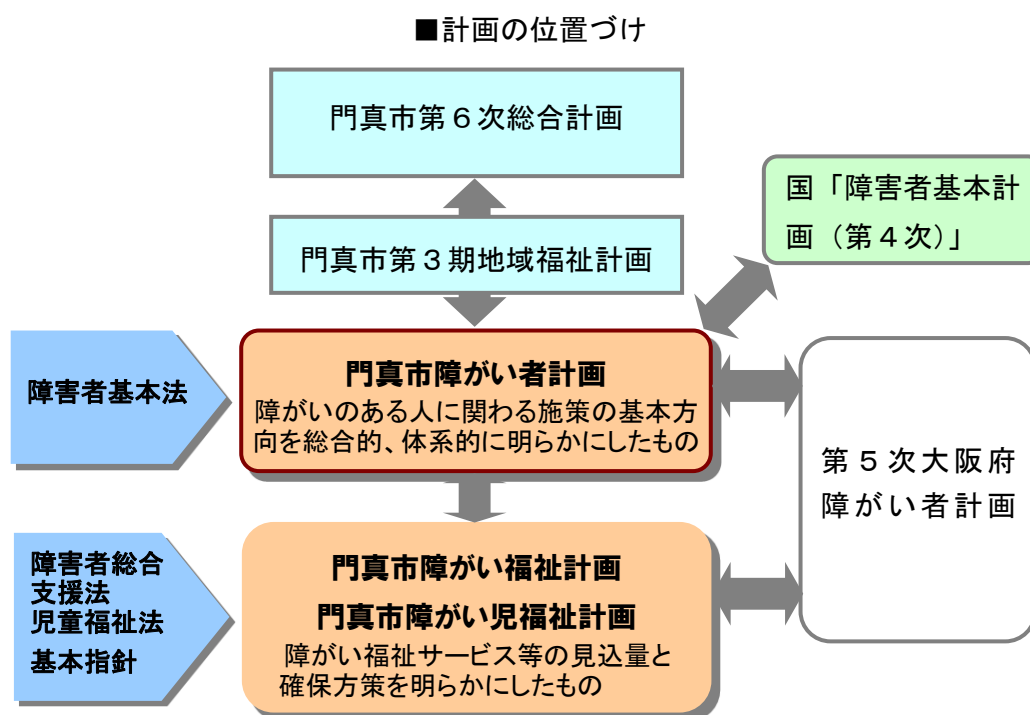 ■計画の位置づけ
門真市第６次総合計画
国「障害者基本計
画（第４次）」
門真市第３期地域福祉計画
障害者基本法
門真市障がい者計画
障がいのある人に関わる施策の基本方
向を総合的、体系的に明らかにしたもの
第５次大阪府
障がい者計画
障害者総合
支援法
児童福祉法
基本指針
門真市障がい福祉計画
門真市障がい児福祉計画
障がい福祉サービス等の見込量と
確保方策を明らかにしたもの